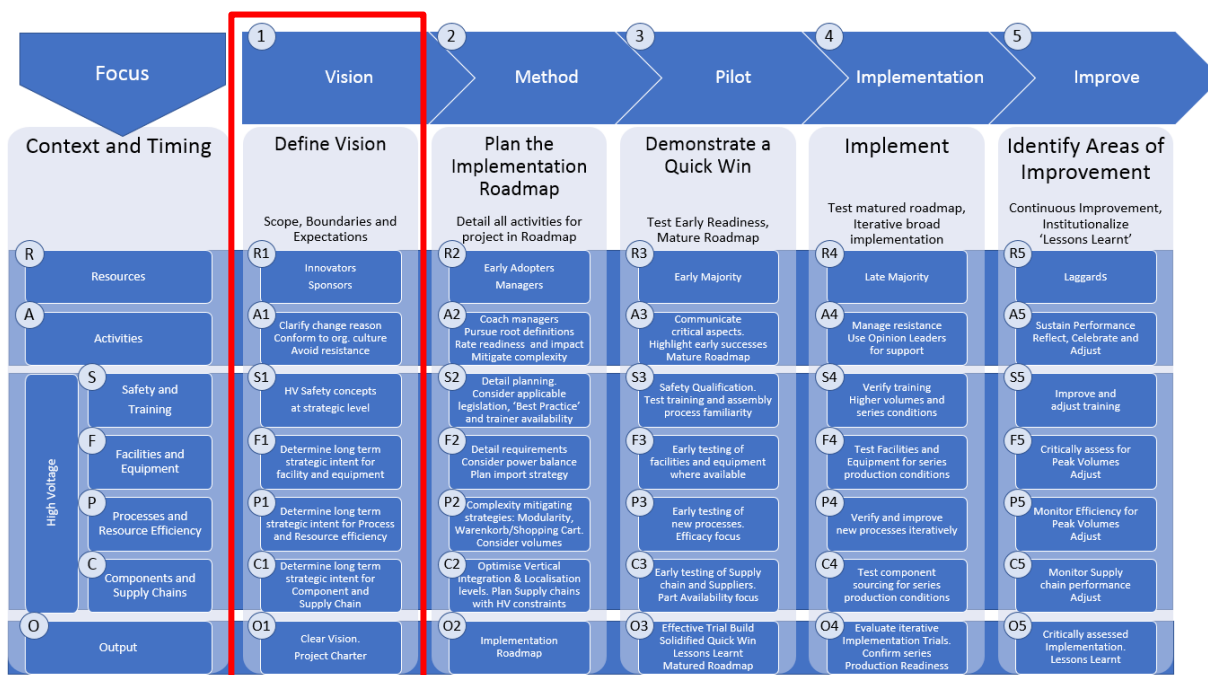 Focus
1
Vision
2
Method
3
Pilot
4
Implementation
5
Improve
Context and Timing
Define Vision
Scope, Boundaries and
Expectations
Plan the
Implementation
Roadmap
Detail all activities for
project in Roadmap
Demonstrate a
Quick Win
Test Early Readiness,
Mature Roadmap
Implement
Test matured roadmap,
Iterative broad
implementation
Identify Areas of
Improvement
Continuous Improvement,
Institutionalize
‘Lessons Learnt’
R
Resources
R1
Innovators
Sponsors
R2
Early Adopters
Managers
R3
Early Majority
R4
Late Majority
R5
Laggards
A
Activities
A1
Clarify change reason
Conform to org. culture
Avoid resistance
A2
Coach managers
Pursue root definitions
Rate readiness and impact
Mitigate complexity
A3
Communicate
critical aspects.
Highlight early successes
Mature Roadmap
A4
Manage resistance
Use Opinion Leaders
for support
A5
Sustain Performance
Reflect, Celebrate and
Adjust
High Voltage
S
Safety and
Training
S1
HV Safety concepts
at strategic level
S2
Detail planning.
Consider applicable
legislation, ‘Best Practice’
and trainer availability
S3
Safety Qualification.
Test training and assembly
process familiarity
S4
Verify training
Higher volumes and
series conditions
S5
Improve and
adjust training
F
Facilities and
Equipment
F1
Determine long term
strategic intent for
facility and equipment
F2
Detail requirements
Consider power balance
Plan import strategy
F3
Early testing of
facilities and equipment
where available
F4
Test Facilities and
Equipment for series
production conditions
F5
Critically assess for
Peak Volumes
Adjust
P
Processes and
Resource Efficiency
P1
Determine long term
strategic intent for Process
and Resource efficiency
P2
Complexity mitigating
strategies: Modularity,
Warenkorb/Shopping Cart.
Consider volumes
P3
Early testing of
new processes.
Efficacy focus
P4
Verify and improve
new processes iteratively
P5
Monitor Efficiency for
Peak Volumes
Adjust
C
Components and
Supply Chains
C1
Determine long term
strategic intent for
Component and
Supply Chain
C2
Optimise Vertical
Integration & Localisation
levels. Plan Supply chains
with HV constraints
C3
Early testing of Supply
chain and Suppliers.
Part Availability focus
C4
Test component
sourcing for series
production conditions
C5
Monitor Supply
chain performance
Adjust
O
Output
O1
Clear Vision.
Project Charter
O2
Implementation
Roadmap
O3
Effective Trial Build
Solidified Quick Win
Lessons Learnt
Matured Roadmap
O4
Evaluate iterative
Implementation Trials.
Confirm series
Production Readiness
O5
Critically assessed
Implementation.
Lessons Learnt